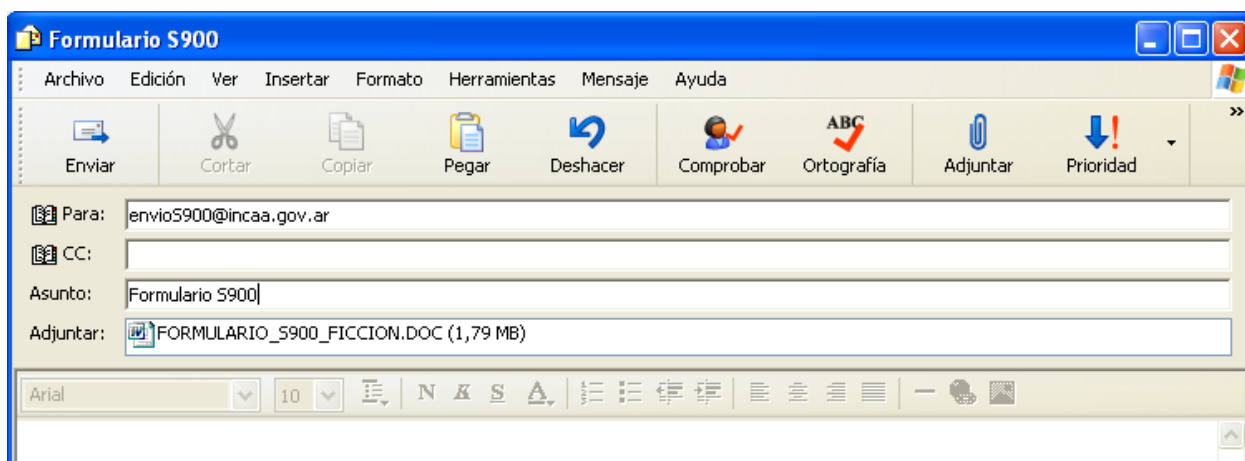 Formulario S900
Archivo Edición Ver Insertar Formato Herramientas Mensaje Ayuda
Enviar Cortar Copiar Pegar Deshacer Comprobar ABC Ortografía Adjuntar Prioridad »
Para: envioS900@incaa.gov.ar
CC:
Asunto: Formulario S900
Adjuntar: FORMULARIO_S900_FICCION.DOC (1,79 MB)
Arial 10 N K S A